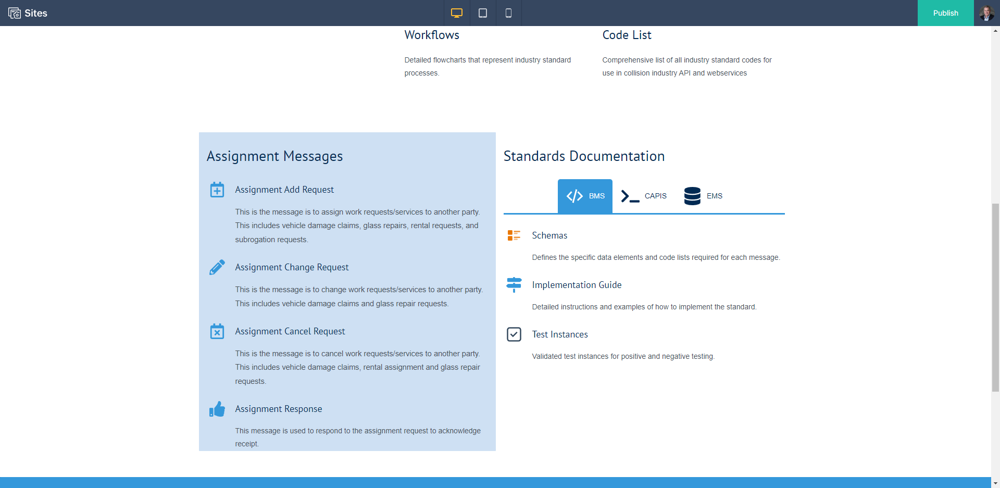 Sites
Publish
Workflows
Code List
Detailed flowcharts that represent industry standard
processes.
Comprehensive list of all industry standard codes for
use in collision industry API and webservices
Assignment Messages
Assignment Add Request
This is the message is to assign work requests/services to another party.
This includes vehicle damage claims, glass repairs, rental requests, and
subrogation requests.
Assignment Change Request
This is the message is to change work requests/services to another party.
This includes vehicle damage claims and glass repair requests.
Assignment Cancel Request
This is the message is to cancel work requests/services to another party.
This includes vehicle damage claims, rental assignment and glass repair
requests.
Assignment Response
This message is used to respond to the assignment request to acknowledge
receipt.
Standards Documentation
BMS
CAPIS
EMS
Schemas
Defines the specific data elements and code lists required for each message.
Implementation Guide
Detailed instructions and examples of how to implement the standard.
Test Instances
Validated test instances for positive and negative testing.